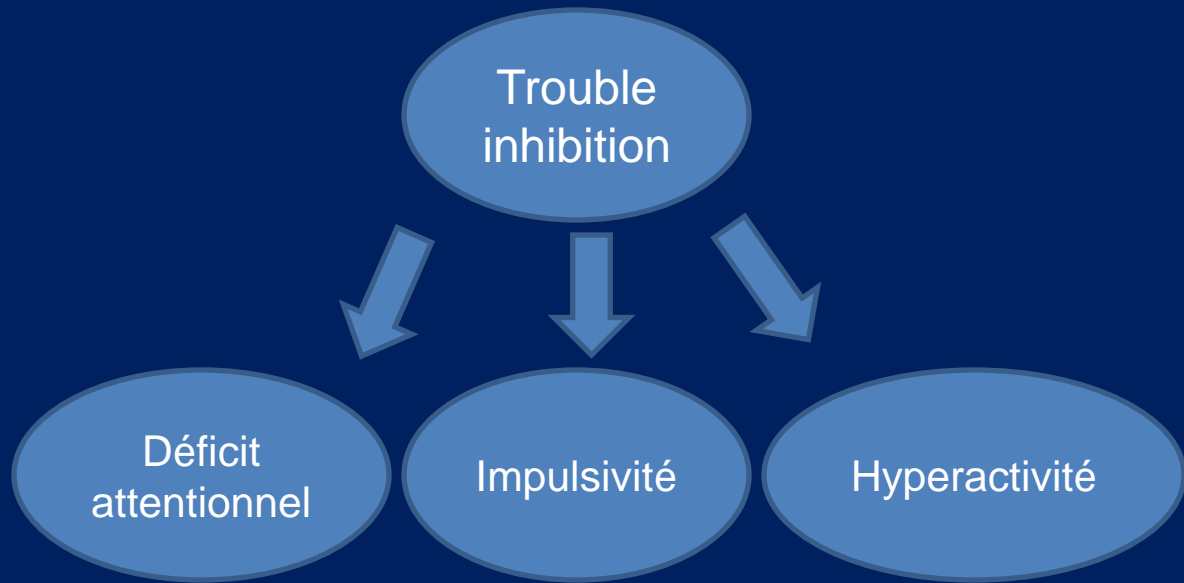 Trouble
inhibition
Déficit
attentionnel
Impulsivité
Hyperactivité